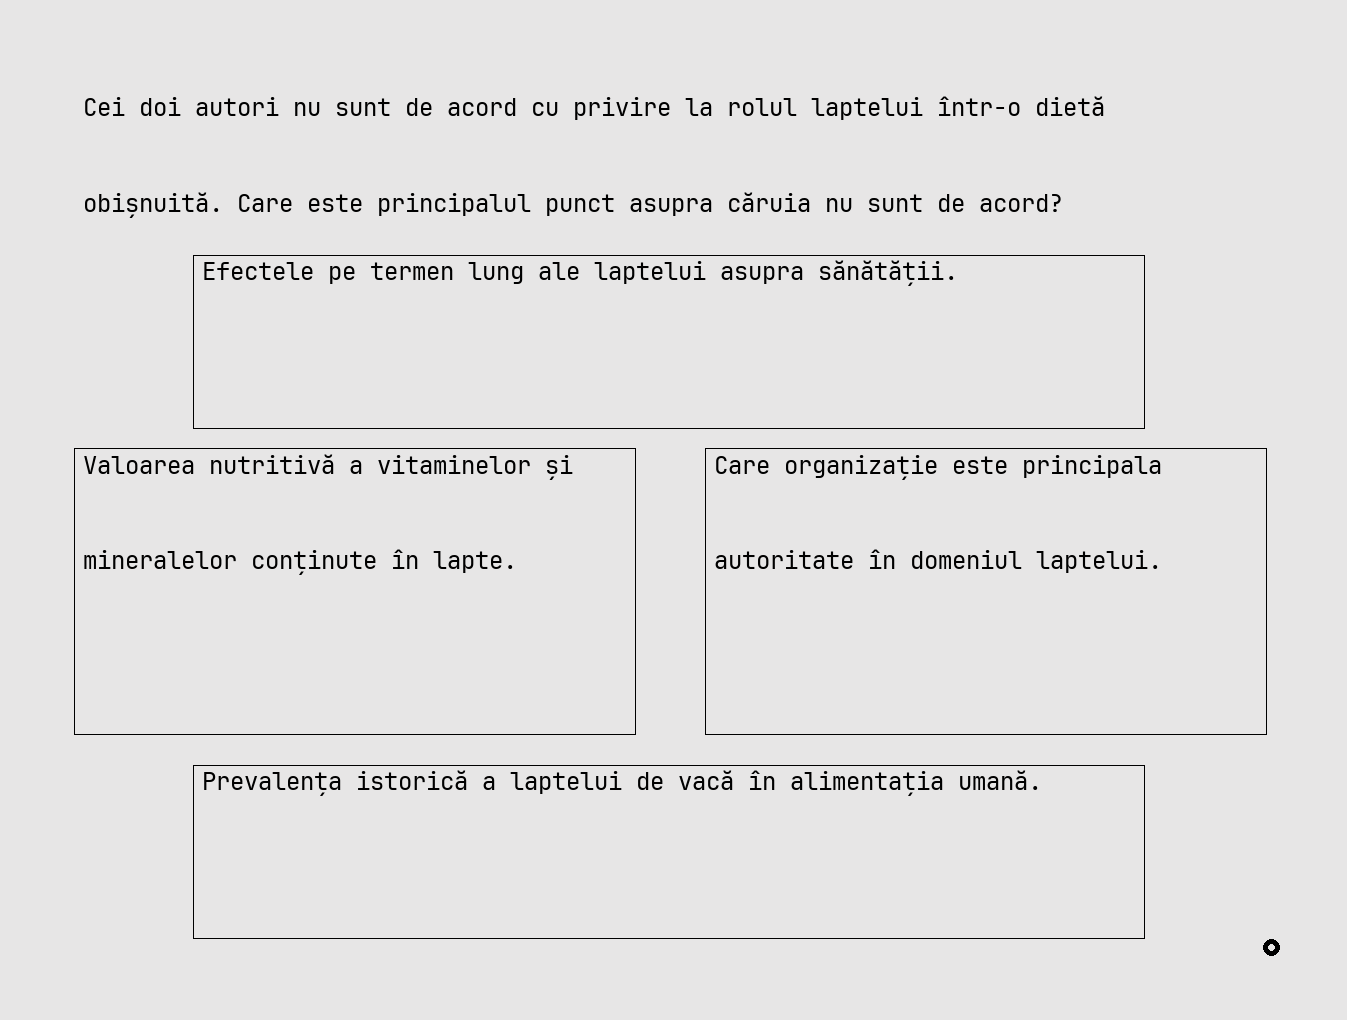 Cei doi autori nu sunt de acord cu privire la rolul laptelui într-o dietă
obișnuită. Care este principalul punct asupra căruia nu sunt de acord?
Efectele pe termen lung ale laptelui asupra sănătății.
Valoarea nutritivă a vitaminelor și
mineralelor conținute în lapte.
Care organizație este principala
autoritate în domeniul laptelui.
Prevalența istorică a laptelui de vacă în alimentația umană.